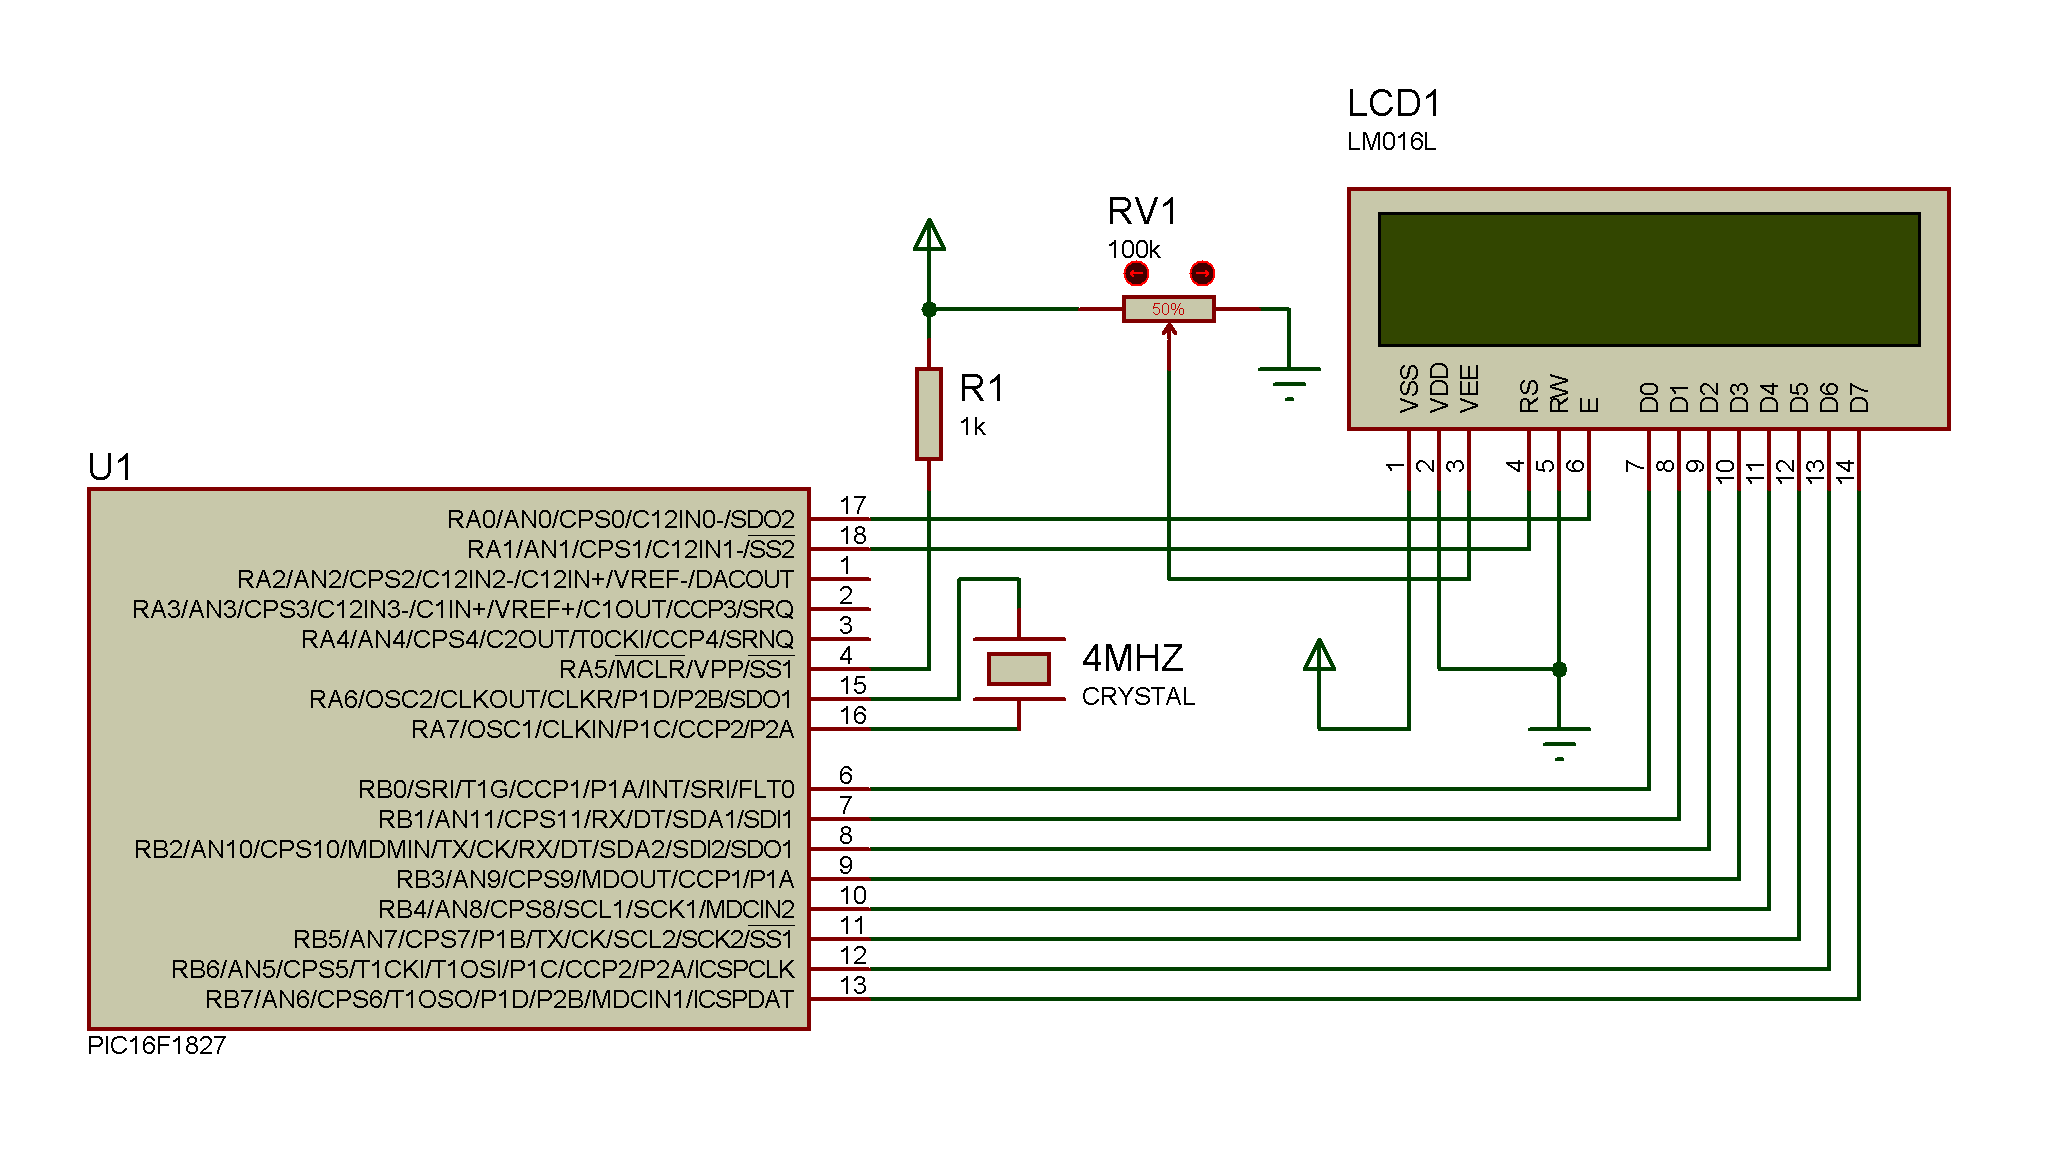 LCD1
LM016L
RV1
100k
50%
VSS
VDD
VEE
RS
RW
E
D0
D1
D2
D3
D4
D5
D6
D7
1
2
3
4
5
6
7
8
9
10
11
12
13
14
R1
1k
U1
RA0/AN0/CPS0/C12IN0-/SDO2 17
RA1/AN1/CPS1/C12IN1-/SS2 18
RA2/AN2/CPS2/C12IN2-/C12IN+/VREF-/DACOUT 1
RA3/AN3/CPS3/C12IN3-/C1IN+/VREF+/C1OUT/CCP3/SRQ 2
RA4/AN4/CPS4/C2OUT/T0CKI/CCP4/SRNQ 3
RA5/MCLR/VPP/SS1 4
RA6/OSC2/CLKOUT/CLKR/P1D/P2B/SDO1 15
RA7/OSC1/CLKIN/P1C/CCP2/P2A 16
4MHZ
CRYSTAL
RB0/SRI/T1G/CCP1/P1A/INT/SRI/FLT0 6
RB1/AN11/CPS11/RX/DT/SDA1/SDI1 7
RB2/AN10/CPS10/MDMIN/TX/CK/RX/DT/SDA2/SDI2/SDO1 8
RB3/AN9/CPS9/MDOUT/CCP1/P1A 9
RB4/AN8/CPS8/SCL1/SCK1/MDCIN2 10
RB5/AN7/CPS7/P1B/TX/CK/SCL2/SCK2/SS1 11
RB6/AN5/CPS5/T1CKI/T1OSI/P1C/CCP2/P2A/ICSPCLK 12
RB7/AN6/CPS6/T1OSO/P1D/P2B/MDCIN1/ICSPDAT 13
PIC16F1827